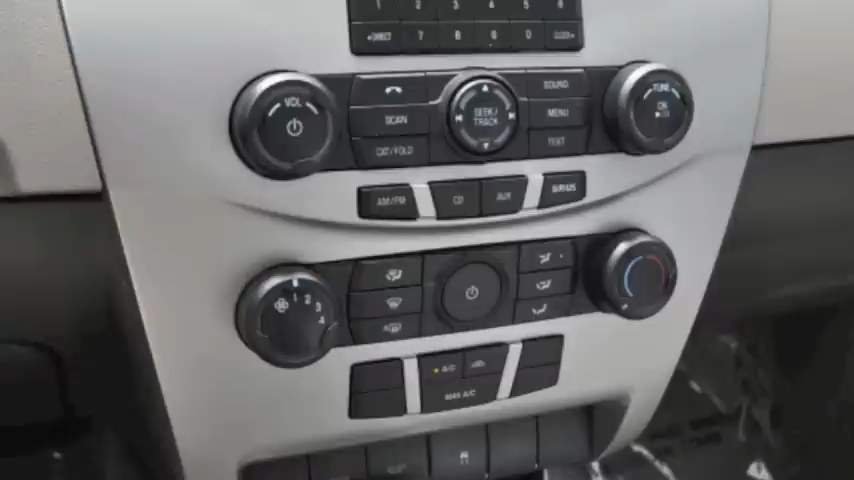 1 2 3 4 5 6
DIRECT 7 8 9 0 CLOCK
VOL SOUND TUNE
SEEK/ MENU OK
SCAN TRACK
CAT/FOLD TEXT
AM/FM CD AUX SIRIUS
1 2 3 4
A/C
MAX A/C